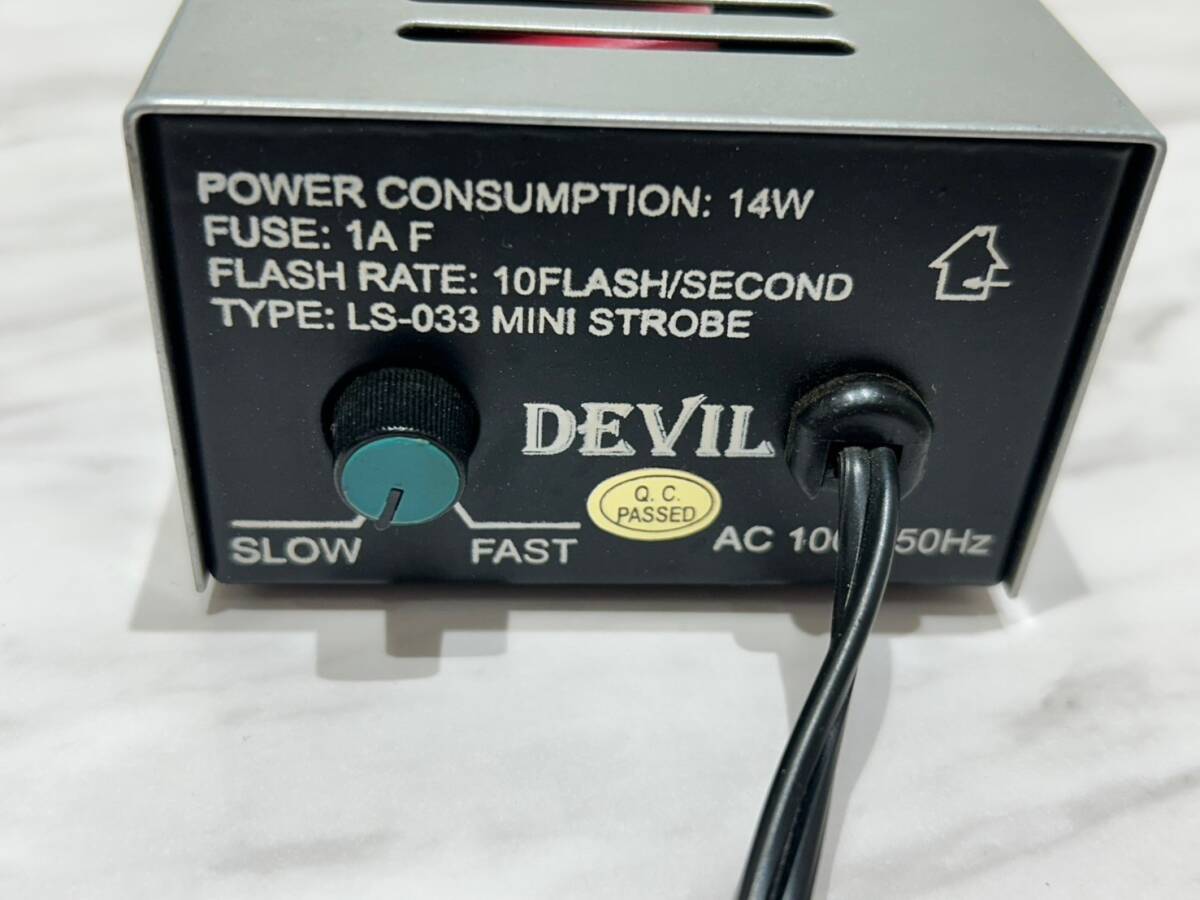 POWER CONSUMPTION: 14W
FUSE: 1A F
FLASH RATE: 10FLASH/SECOND
TYPE: LS-033 MINI STROBE
DEVIL
Q. C.
PASSED
SLOW
FAST
AC 50Hz